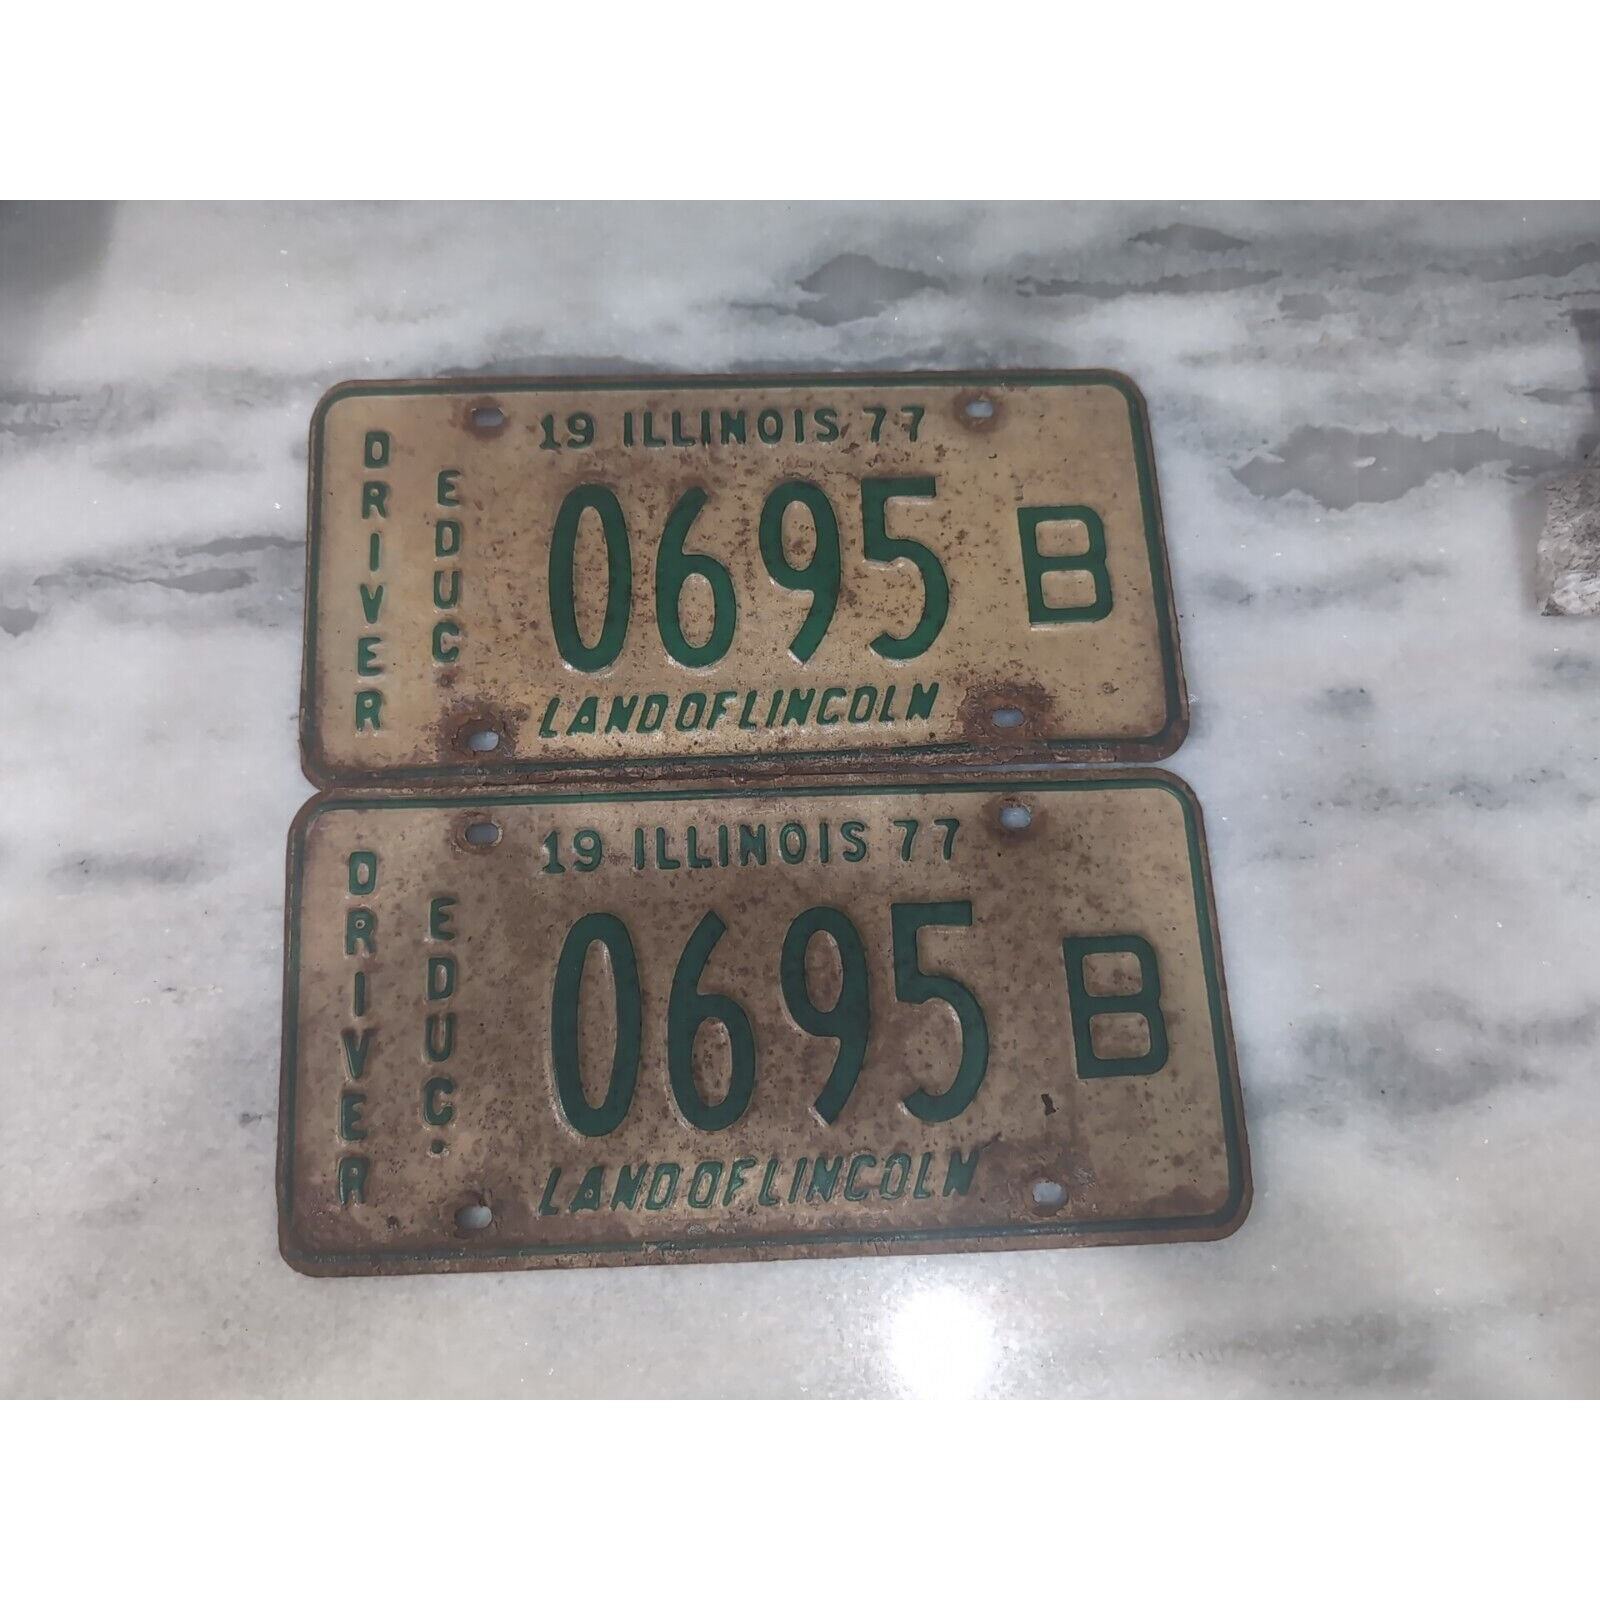 19 ILLINOIS 77
DRIVER
EDUC.
0695 B
LAND OF LINCOLN
19 ILLINOIS 77
DRIVER
EDUC.
0695 B
LAND OF LINCOLN